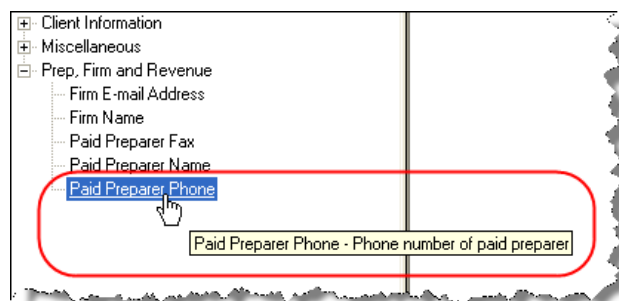 Client Information
Miscellaneous
Prep, Firm and Revenue
Firm E-mail Address
Firm Name
Paid Preparer Fax
Paid Preparer Name
Paid Preparer Phone
Paid Preparer Phone - Phone number of paid preparer